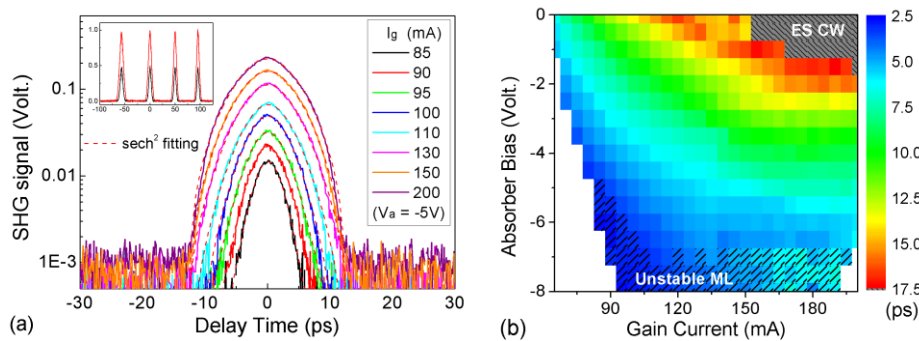 I_g (mA)
85
90
95
100
110
130
150
200
(V_a = -5V)
--- sech² fitting
1.0
0.5
0.0
-100 -50 0 50 100
SHG signal (Volt.)
0.1
0.01
1E-3
-30 -20 -10 0 10 20 30
Delay Time (ps)
(a)
ES CW
Unstable ML
Absorber Bias (Volt.)
0
-2
-4
-6
-8
90 120 150 180
Gain Current (mA)
(b)
2.5
5.0
7.5
10.0
12.5
15.0
17.5
(ps)